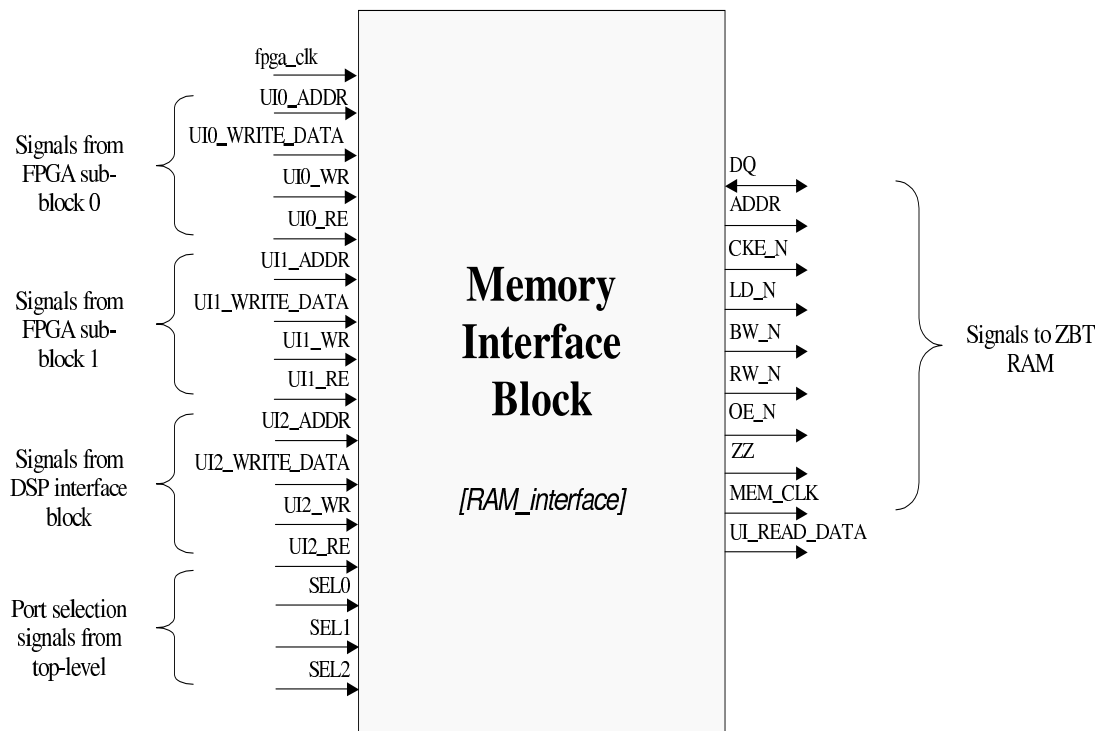 fpga_clk
UI0_ADDR
UI0_WRITE_DATA
UI0_WR
UI0_RE
Signals from
FPGA sub-
block 0
UI1_ADDR
UI1_WRITE_DATA
UI1_WR
UI1_RE
Signals from
FPGA sub-
block 1
UI2_ADDR
UI2_WRITE_DATA
UI2_WR
UI2_RE
Signals from
DSP interface
block
SEL0
SEL1
SEL2
Port selection
signals from
top-level
Memory
Interface
Block
[RAM_interface]
DQ
ADDR
CKE_N
LD_N
BW_N
RW_N
OE_N
ZZ
MEM_CLK
UI_READ_DATA
Signals to ZBT
RAM